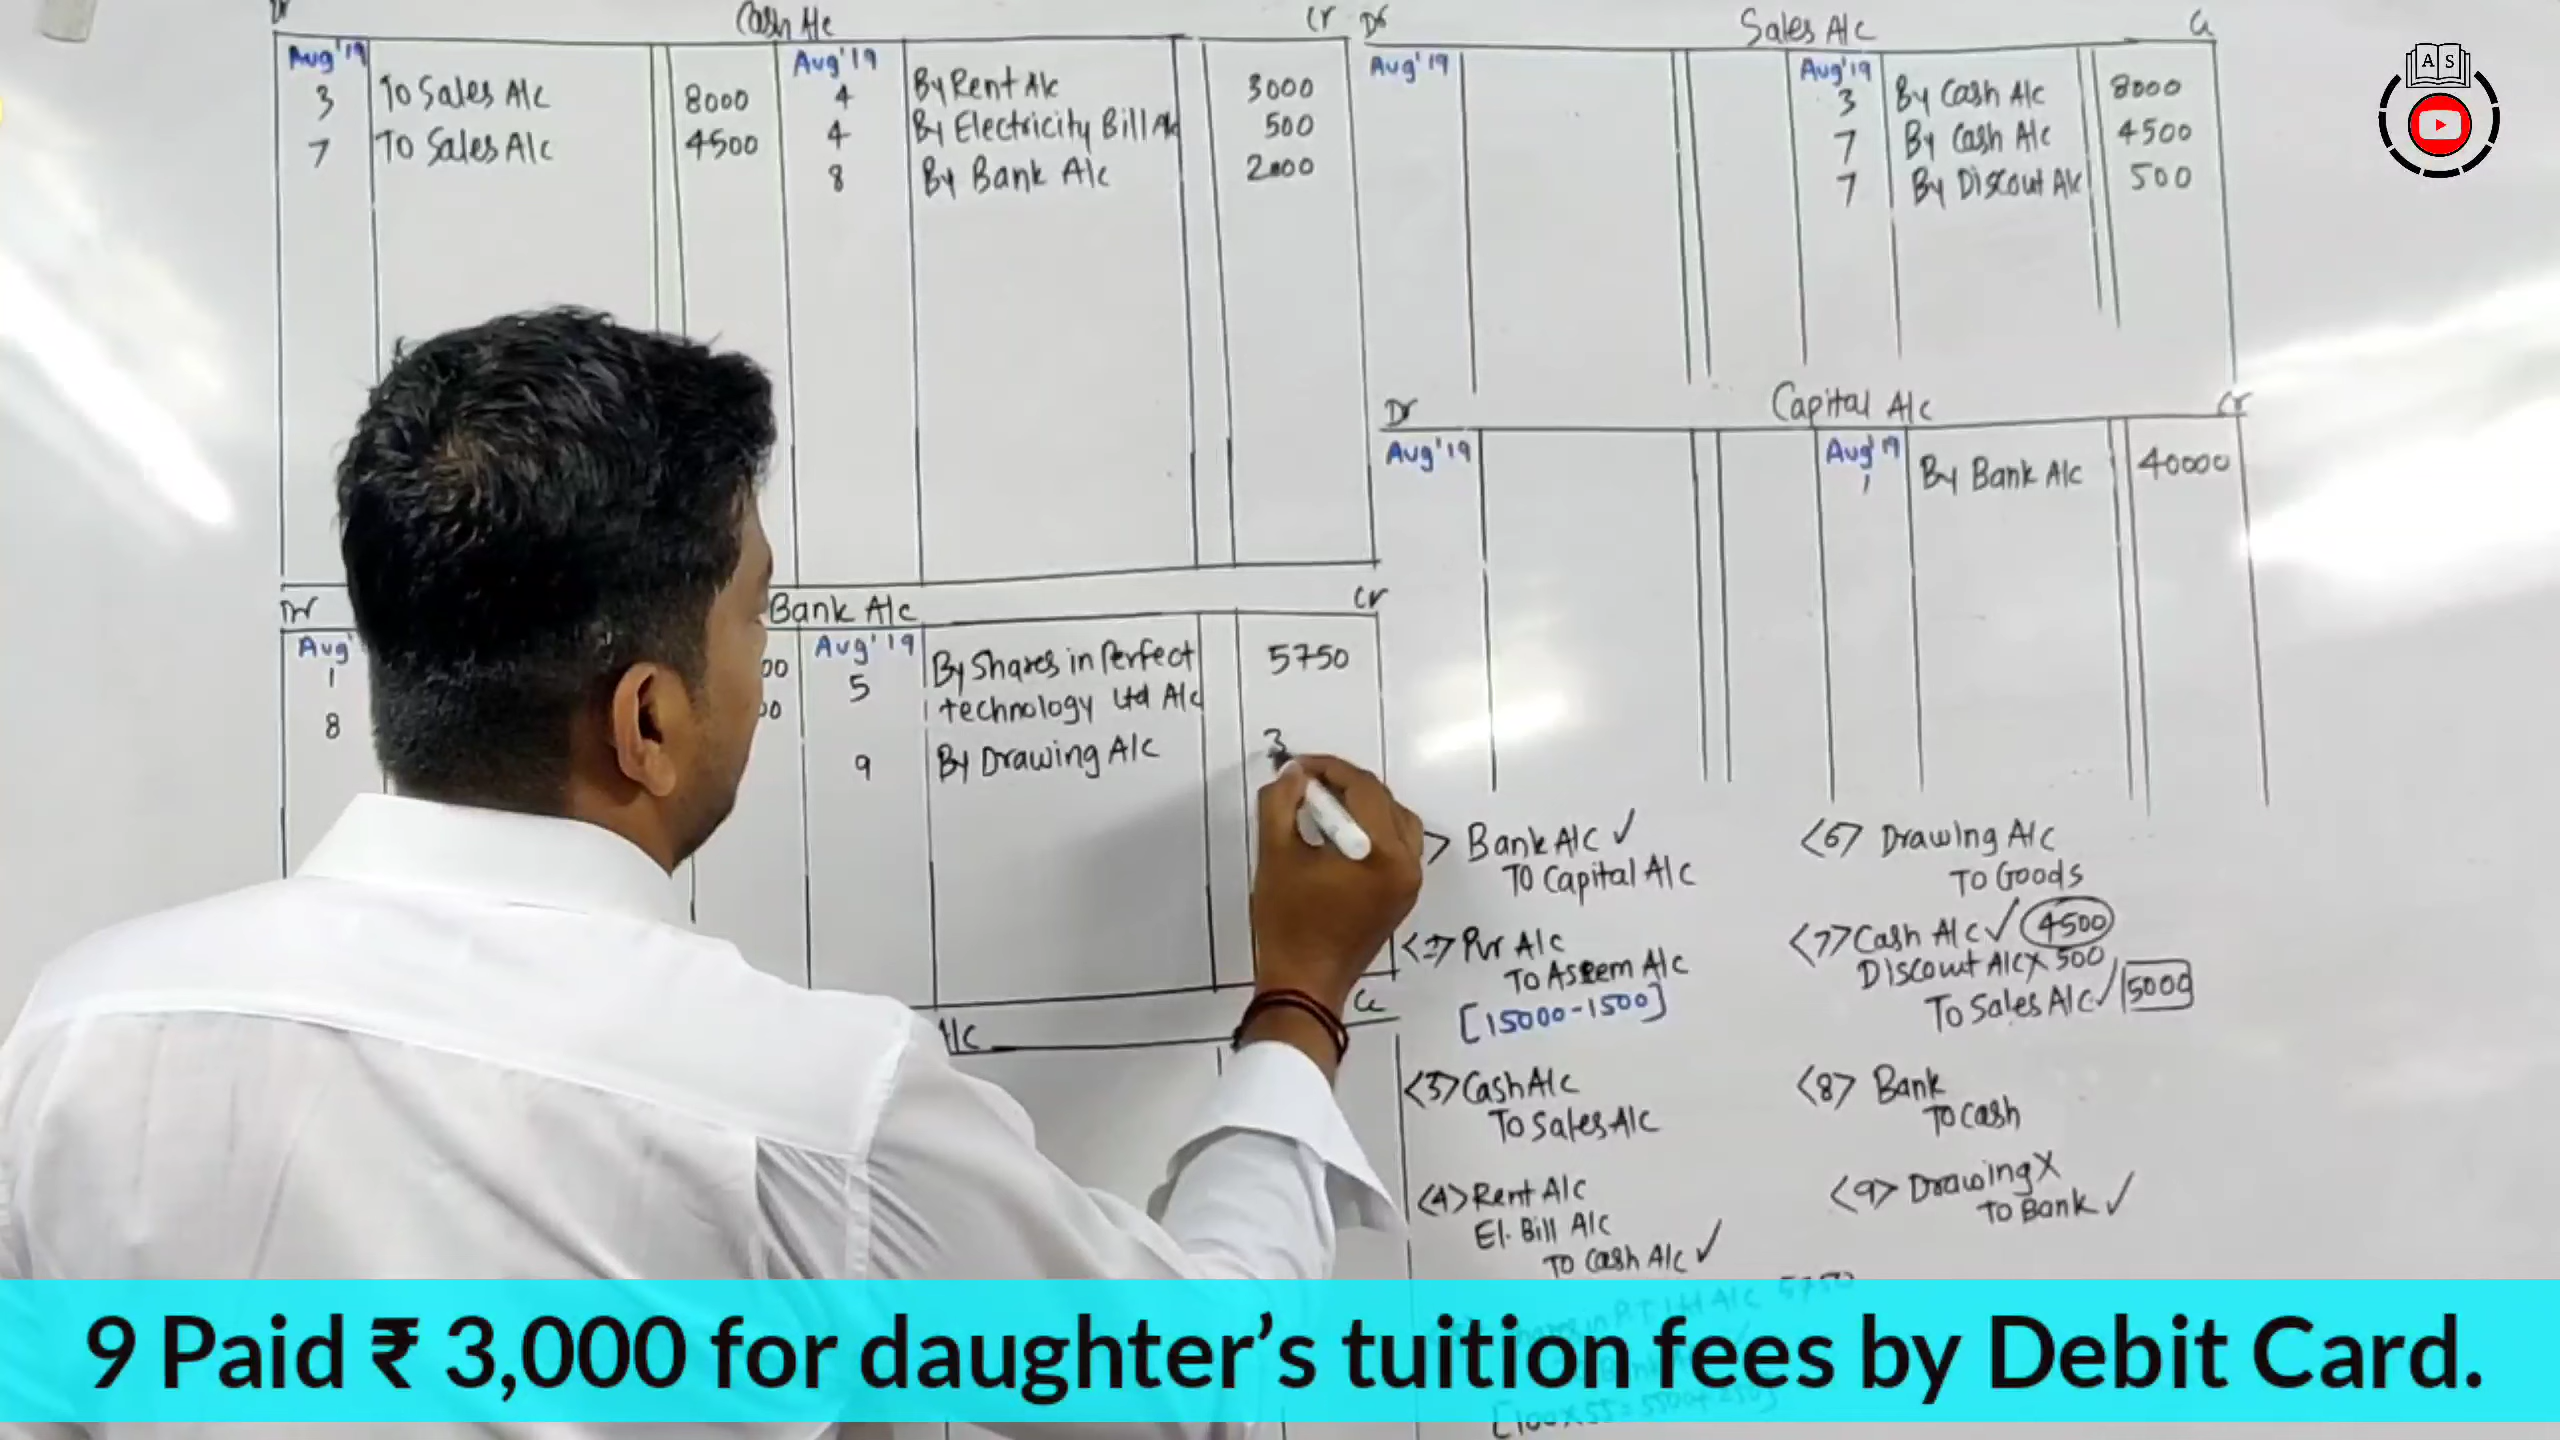 Dr Cash A/c Cr
Aug'19 Aug'19
3 To Sales A/c 8000 4 By Rent A/c 3000
7 To Sales A/c 4500 4 By Electricity Bill A/c 500
8 By Bank A/c 2000
Dr Sales A/c Cr
Aug'19 Aug'19
3 By Cash A/c 8000
7 By Cash A/c 4500
7 By Discout A/c 500
A S
Dr Capital A/c Cr
Aug'19 Aug'19
1 By Bank A/c 40000
Dr Bank A/c Cr
Aug' 00 Aug'19
1 5 By Shares in Perfect 5750
8 00 technology Ltd A/c
9 By Drawing A/c 3
A/c Cr
Bank A/c ✓
To Capital A/c
<2> Pur A/c
To Aseem A/c
[15000-1500]
<3> Cash A/c
To Sales A/c
<4> Rent A/c
El. Bill A/c
To Cash A/c ✓
<6> Drawing A/c
To Goods
<7> Cash A/c ✓ 4500
Discout A/c X 500
To Sales A/c ✓ 5000
<8> Bank
To Cash
<9> Drawing X
To Bank ✓
9 Paid ₹ 3,000 for daughter’s tuition fees by Debit Card.